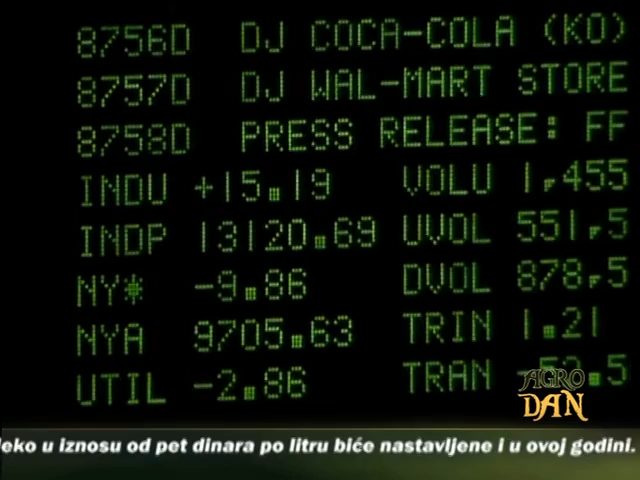 8756D DJ COCA-COLA (KO)
8757D DJ WAL-MART STORE
8758D PRESS RELEASE: FF
INDU +15.19 VOLU 1,455
INDP 13120.69 UVOL 551,5
NY* -9.86 DVOL 878,5
NYA 9705.63 TRIN 1.21
UTIL -2.86 TRAN -52.5
AGRO
DAN
leko u iznosu od pet dinara po litru biće nastavljene i u ovoj godini.